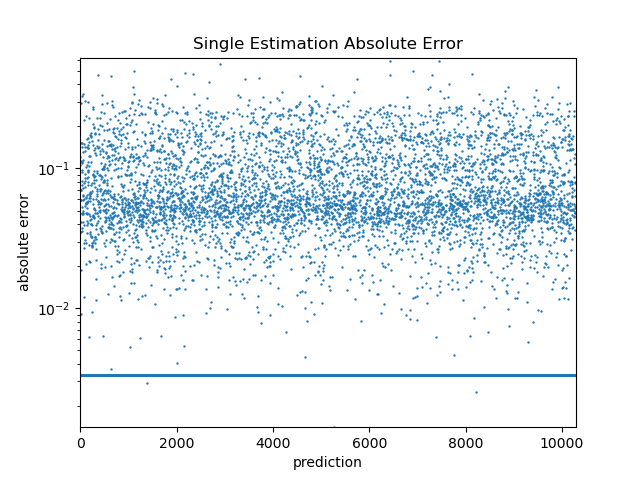 Single Estimation Absolute Error
absolute error
10⁻¹
10⁻²
0 2000 4000 6000 8000 10000
prediction